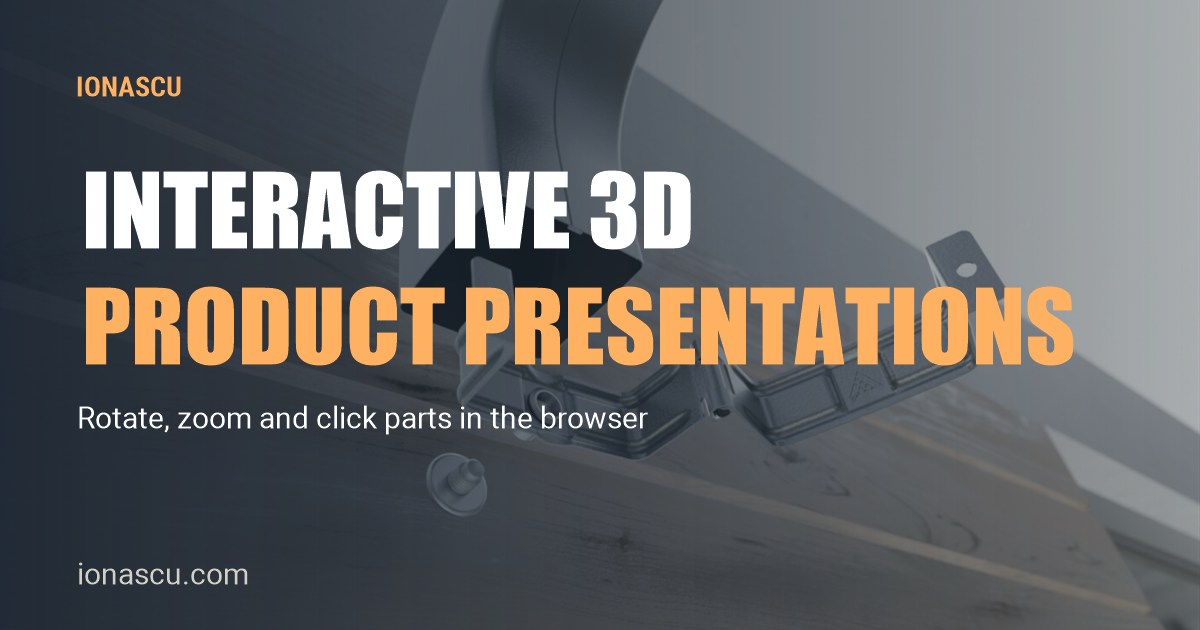 IONASCU
INTERACTIVE 3D
PRODUCT PRESENTATIONS
Rotate, zoom and click parts in the browser
ionascu.com